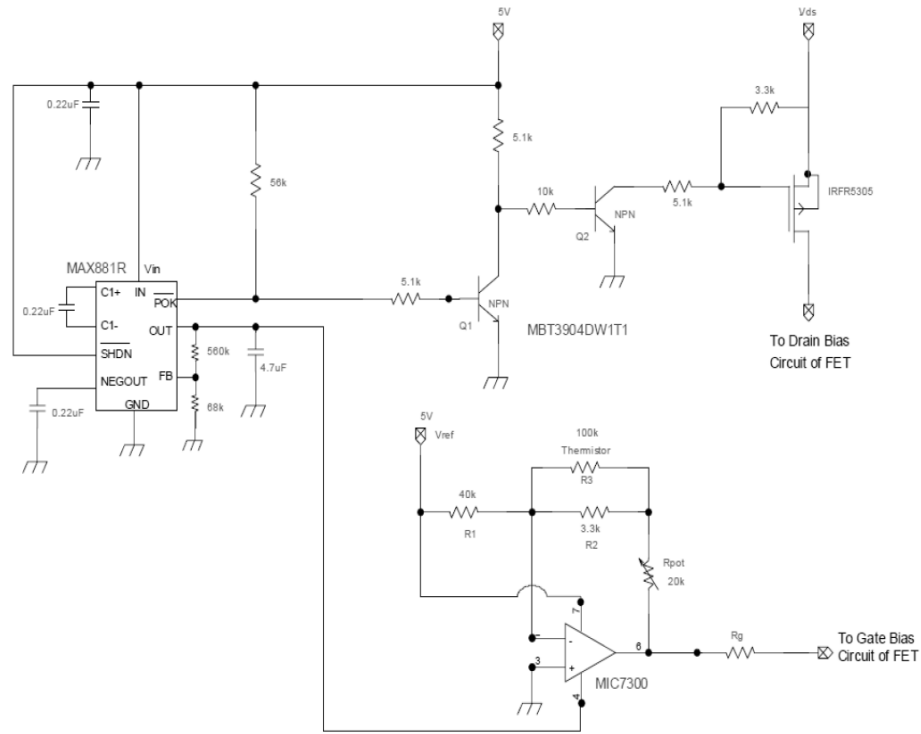 5V
Vds
0.22uF
3.3k
5.1k
56k
10k
5.1k
IRFR5305
NPN
Q2
MAX881R
Vin
C1+
IN
POK
0.22uF
5.1k
NPN
C1-
OUT
Q1
MBT3904DW1T1
SHDN
560k
4.7uF
To Drain Bias
Circuit of FET
NEGOUT
FB
0.22uF
GND
68k
5V
Vref
100k
Thermistor
R3
40k
R1
3.3k
R2
Rpot
20k
7
1
-
3
+
6
4
MIC7300
Rg
To Gate Bias
Circuit of FET